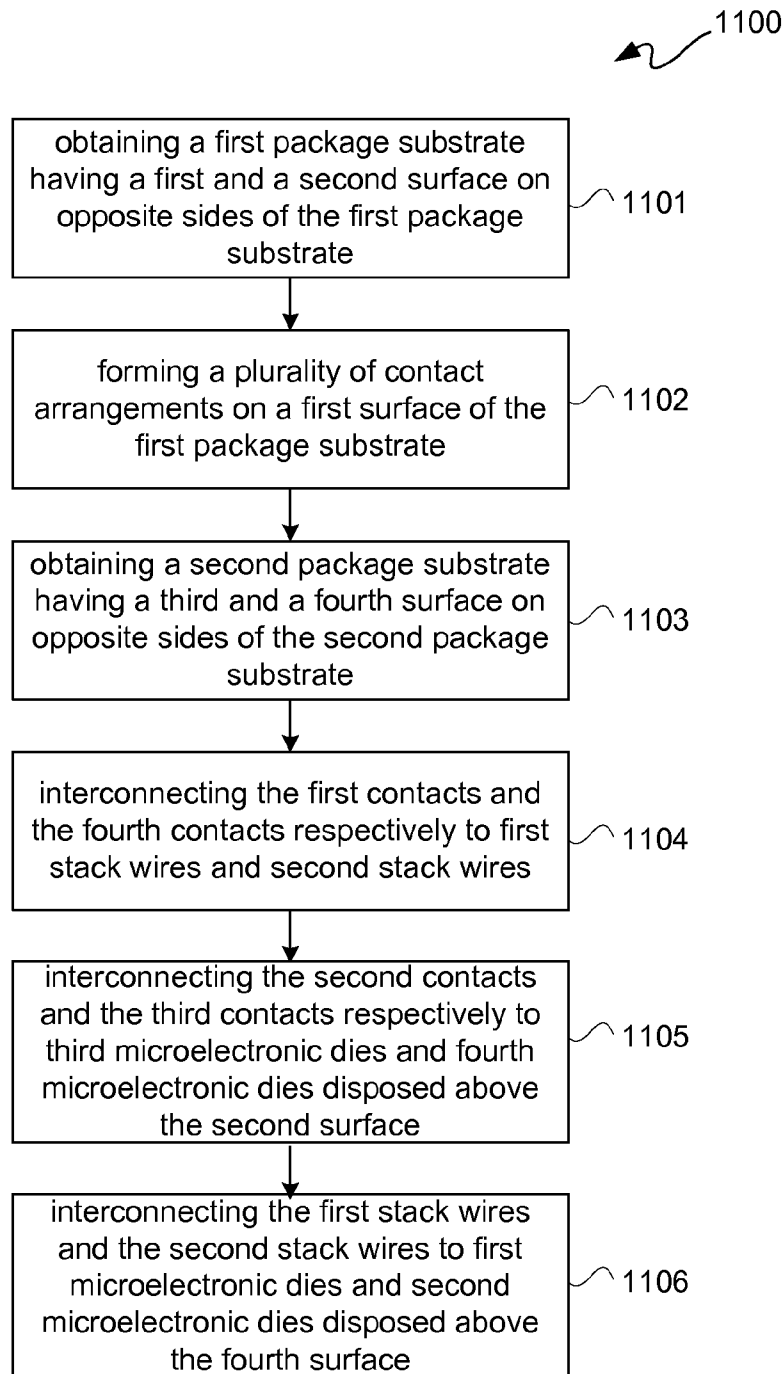 1100
obtaining a first package substrate
having a first and a second surface on
opposite sides of the first package
substrate
1101
forming a plurality of contact
arrangements on a first surface of the
first package substrate
1102
obtaining a second package substrate
having a third and a fourth surface on
opposite sides of the second package
substrate
1103
interconnecting the first contacts and
the fourth contacts respectively to first
stack wires and second stack wires
1104
interconnecting the second contacts
and the third contacts respectively to
third microelectronic dies and fourth
microelectronic dies disposed above
the second surface
1105
interconnecting the first stack wires
and the second stack wires to first
microelectronic dies and second
microelectronic dies disposed above
the fourth surface
1106